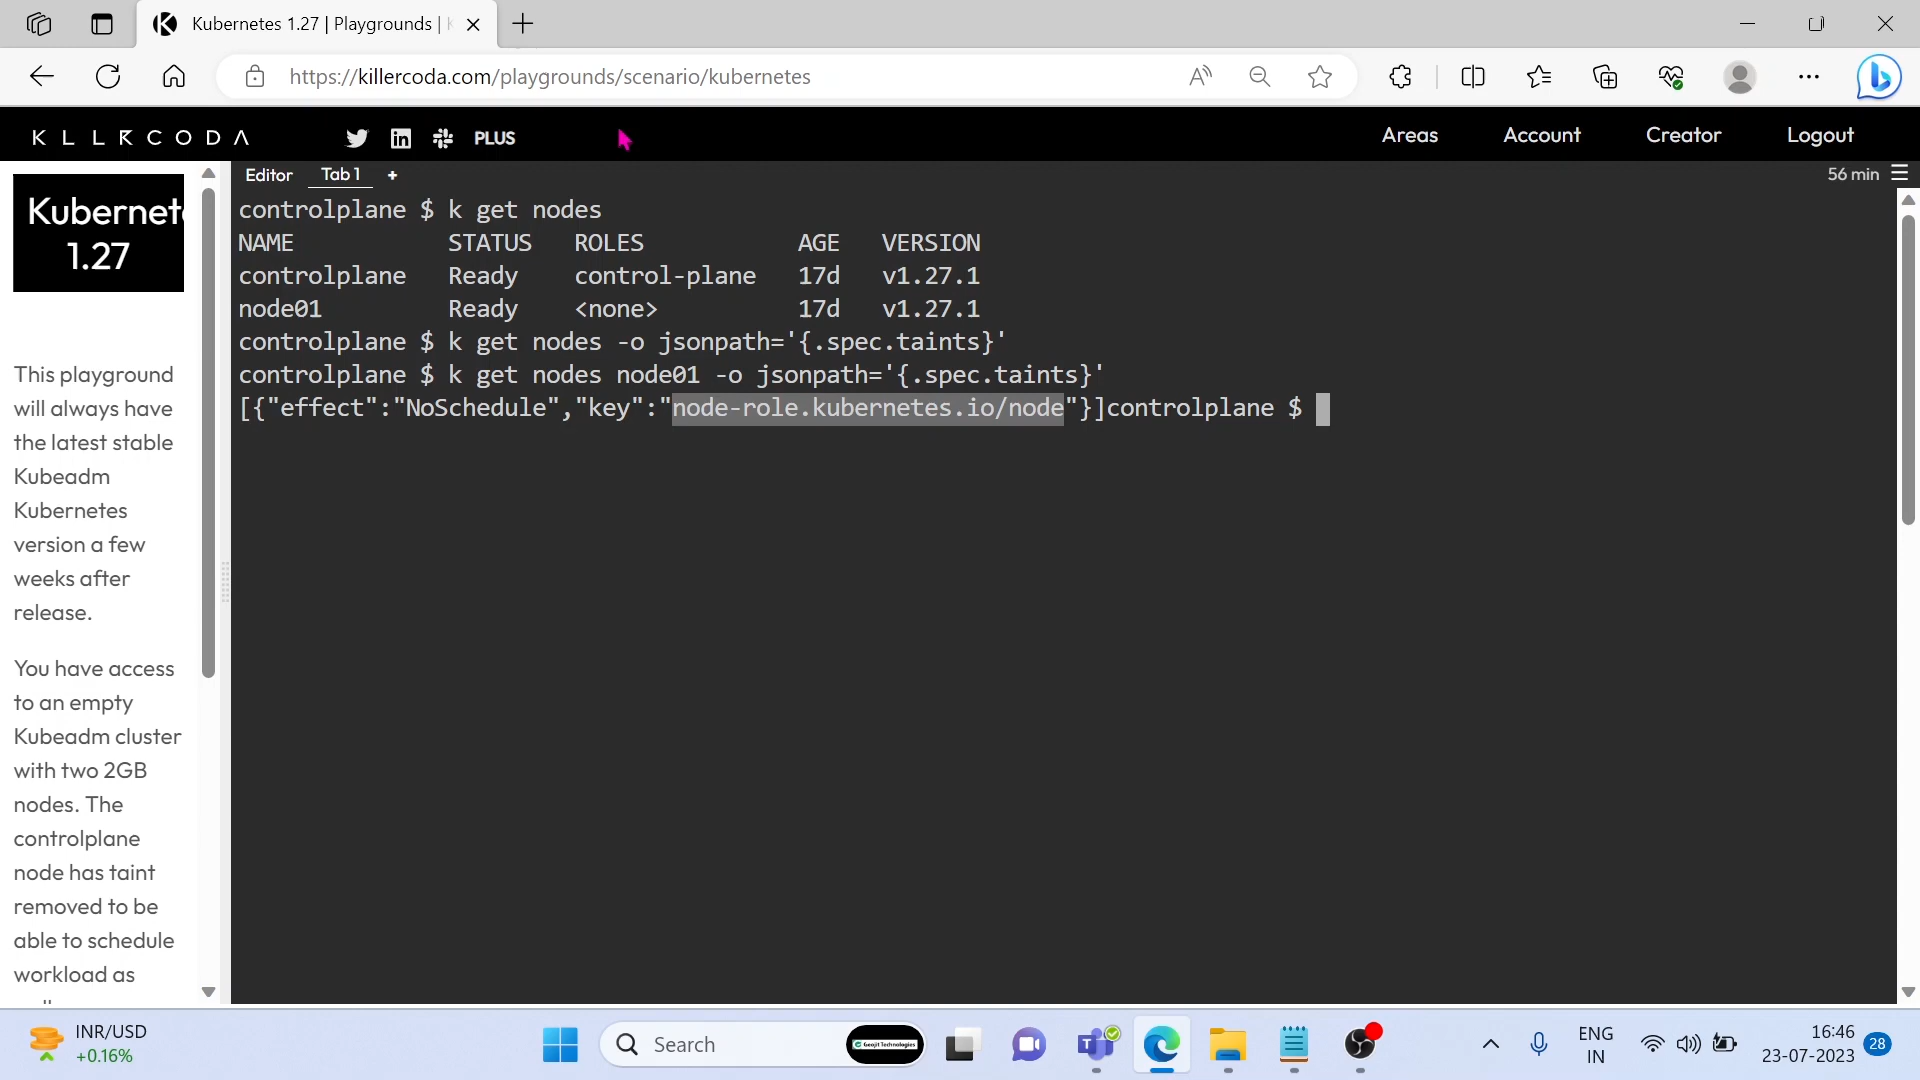 Kubernetes 1.27 | Playgrounds |
https://killercoda.com/playgrounds/scenario/kubernetes
KLLRCODA
PLUS
Areas
Account
Creator
Logout
Kubernet
1.27
This playground
will always have
the latest stable
Kubeadm
Kubernetes
version a few
weeks after
release.
You have access
to an empty
Kubeadm cluster
with two 2GB
nodes. The
controlplane
node has taint
removed to be
able to schedule
workload as
Editor Tab 1 +
56 min
controlplane $ k get nodes
NAME STATUS ROLES AGE VERSION
controlplane Ready control-plane 17d v1.27.1
node01 Ready <none> 17d v1.27.1
controlplane $ k get nodes -o jsonpath='{.spec.taints}'
controlplane $ k get nodes node01 -o jsonpath='{.spec.taints}'
[{"effect":"NoSchedule","key":"node-role.kubernetes.io/node"}]controlplane $
INR/USD
+0.16%
Search
Geojit Technologies
ENG
IN
16:46
23-07-2023
28